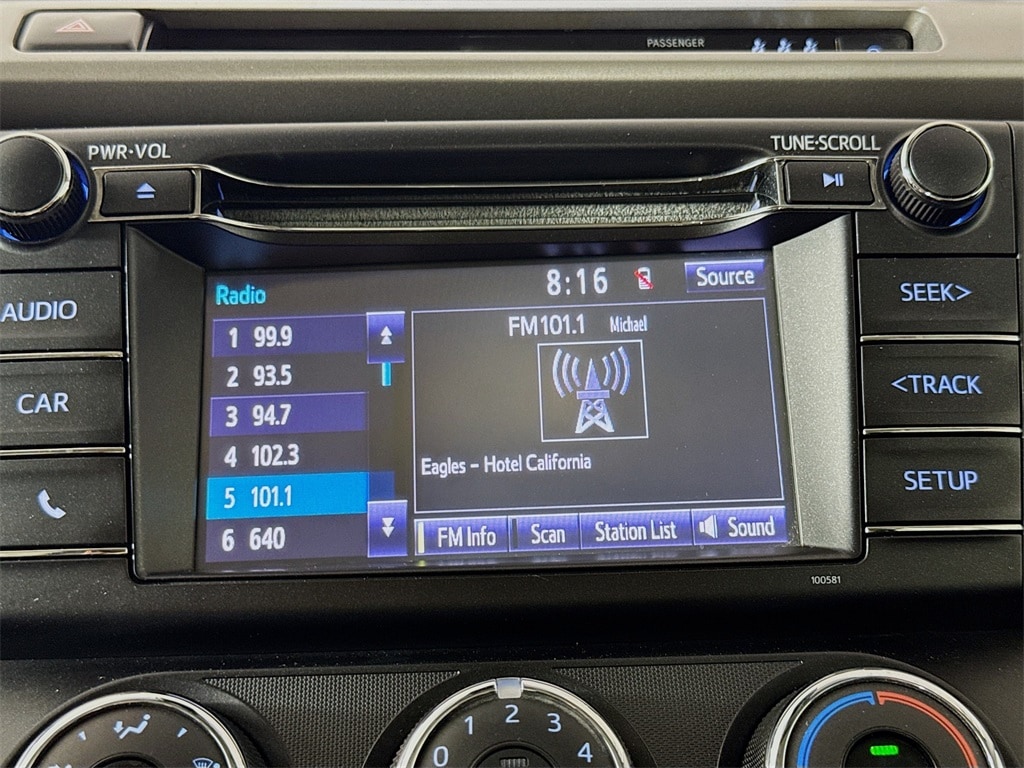 PASSENGER
PWR·VOL
TUNE·SCROLL
AUDIO
CAR
SEEK>
<TRACK
SETUP
Radio
8:16
Source
1 99.9
2 93.5
3 94.7
4 102.3
5 101.1
6 640
FM101.1 Michael
Eagles - Hotel California
FM Info
Scan
Station List
Sound
100581
0 1 2 3 4